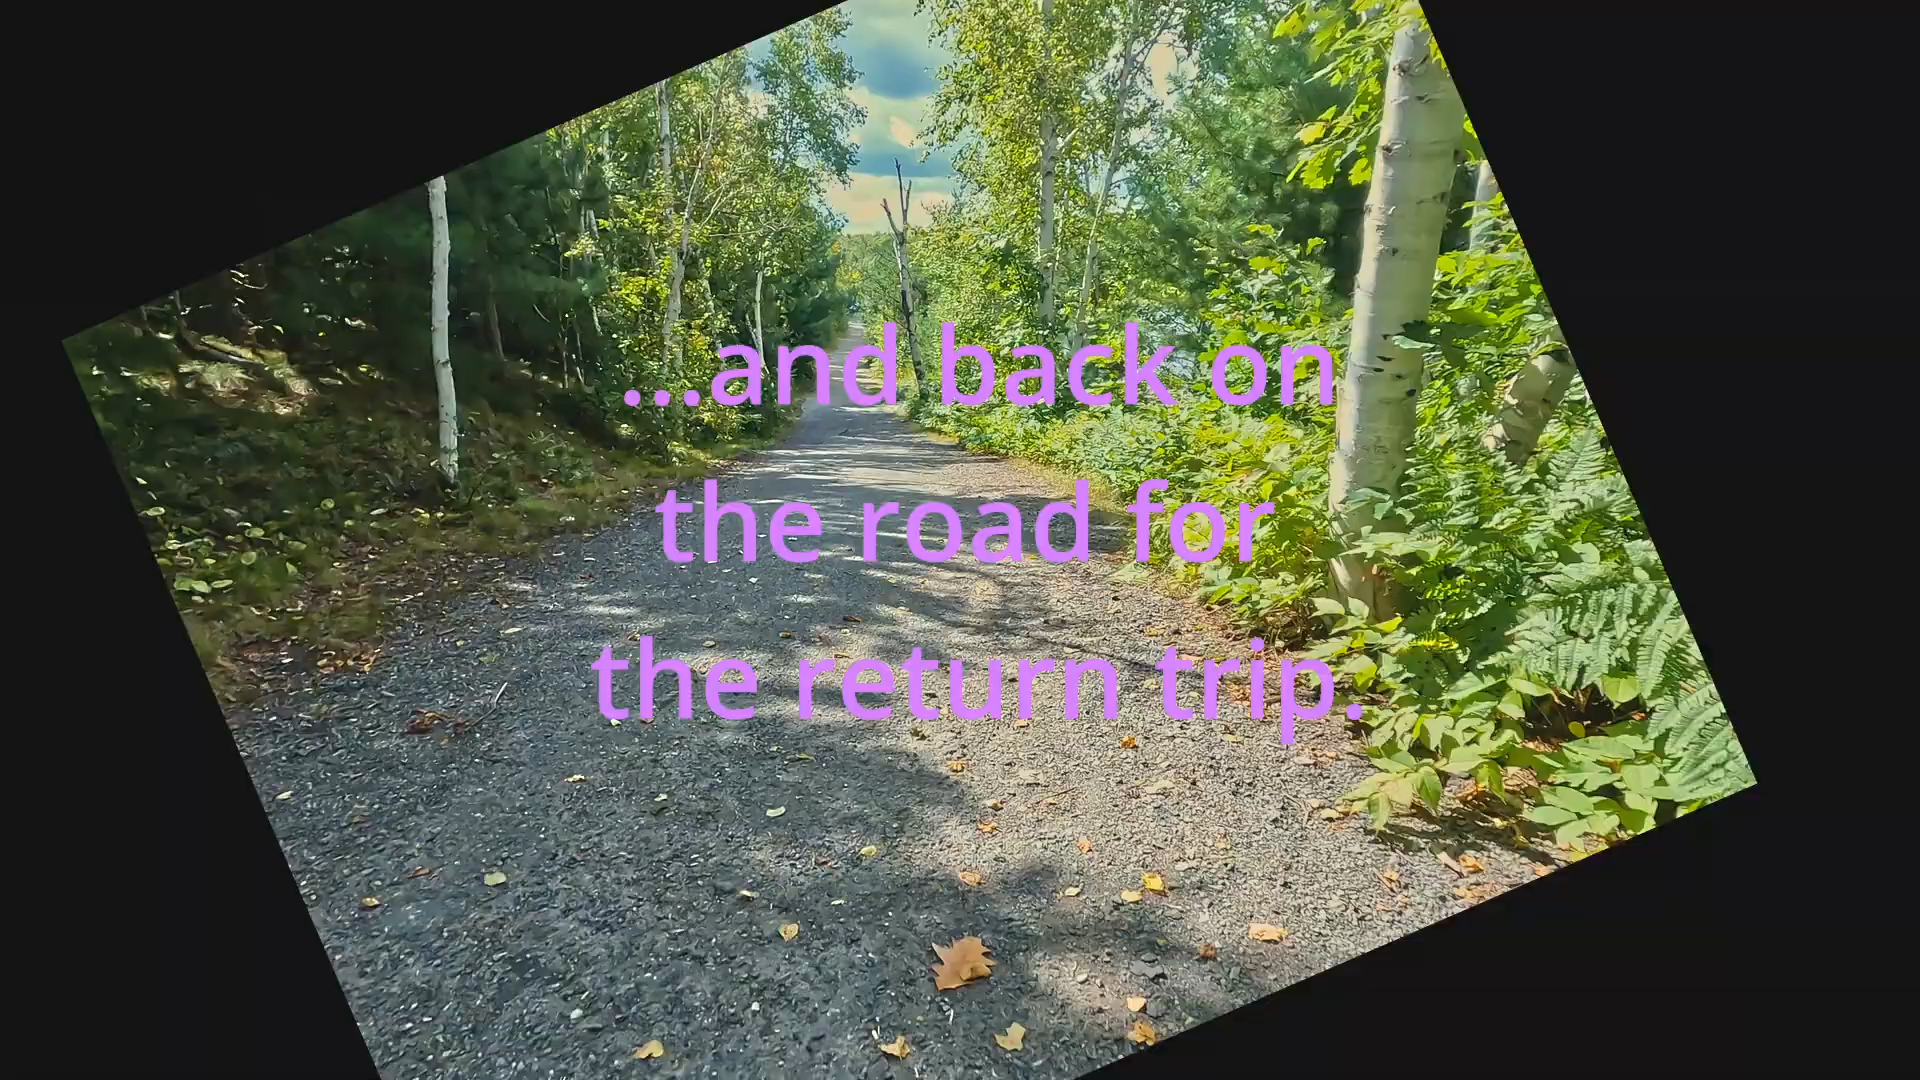 ...and back on
the road for
the return trip.